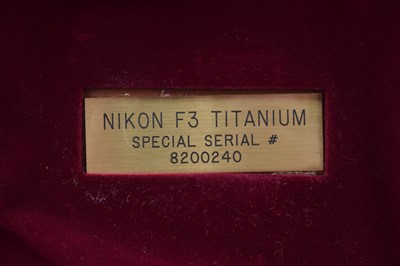 NIKON F3 TITANIUM
SPECIAL SERIAL #
8200240